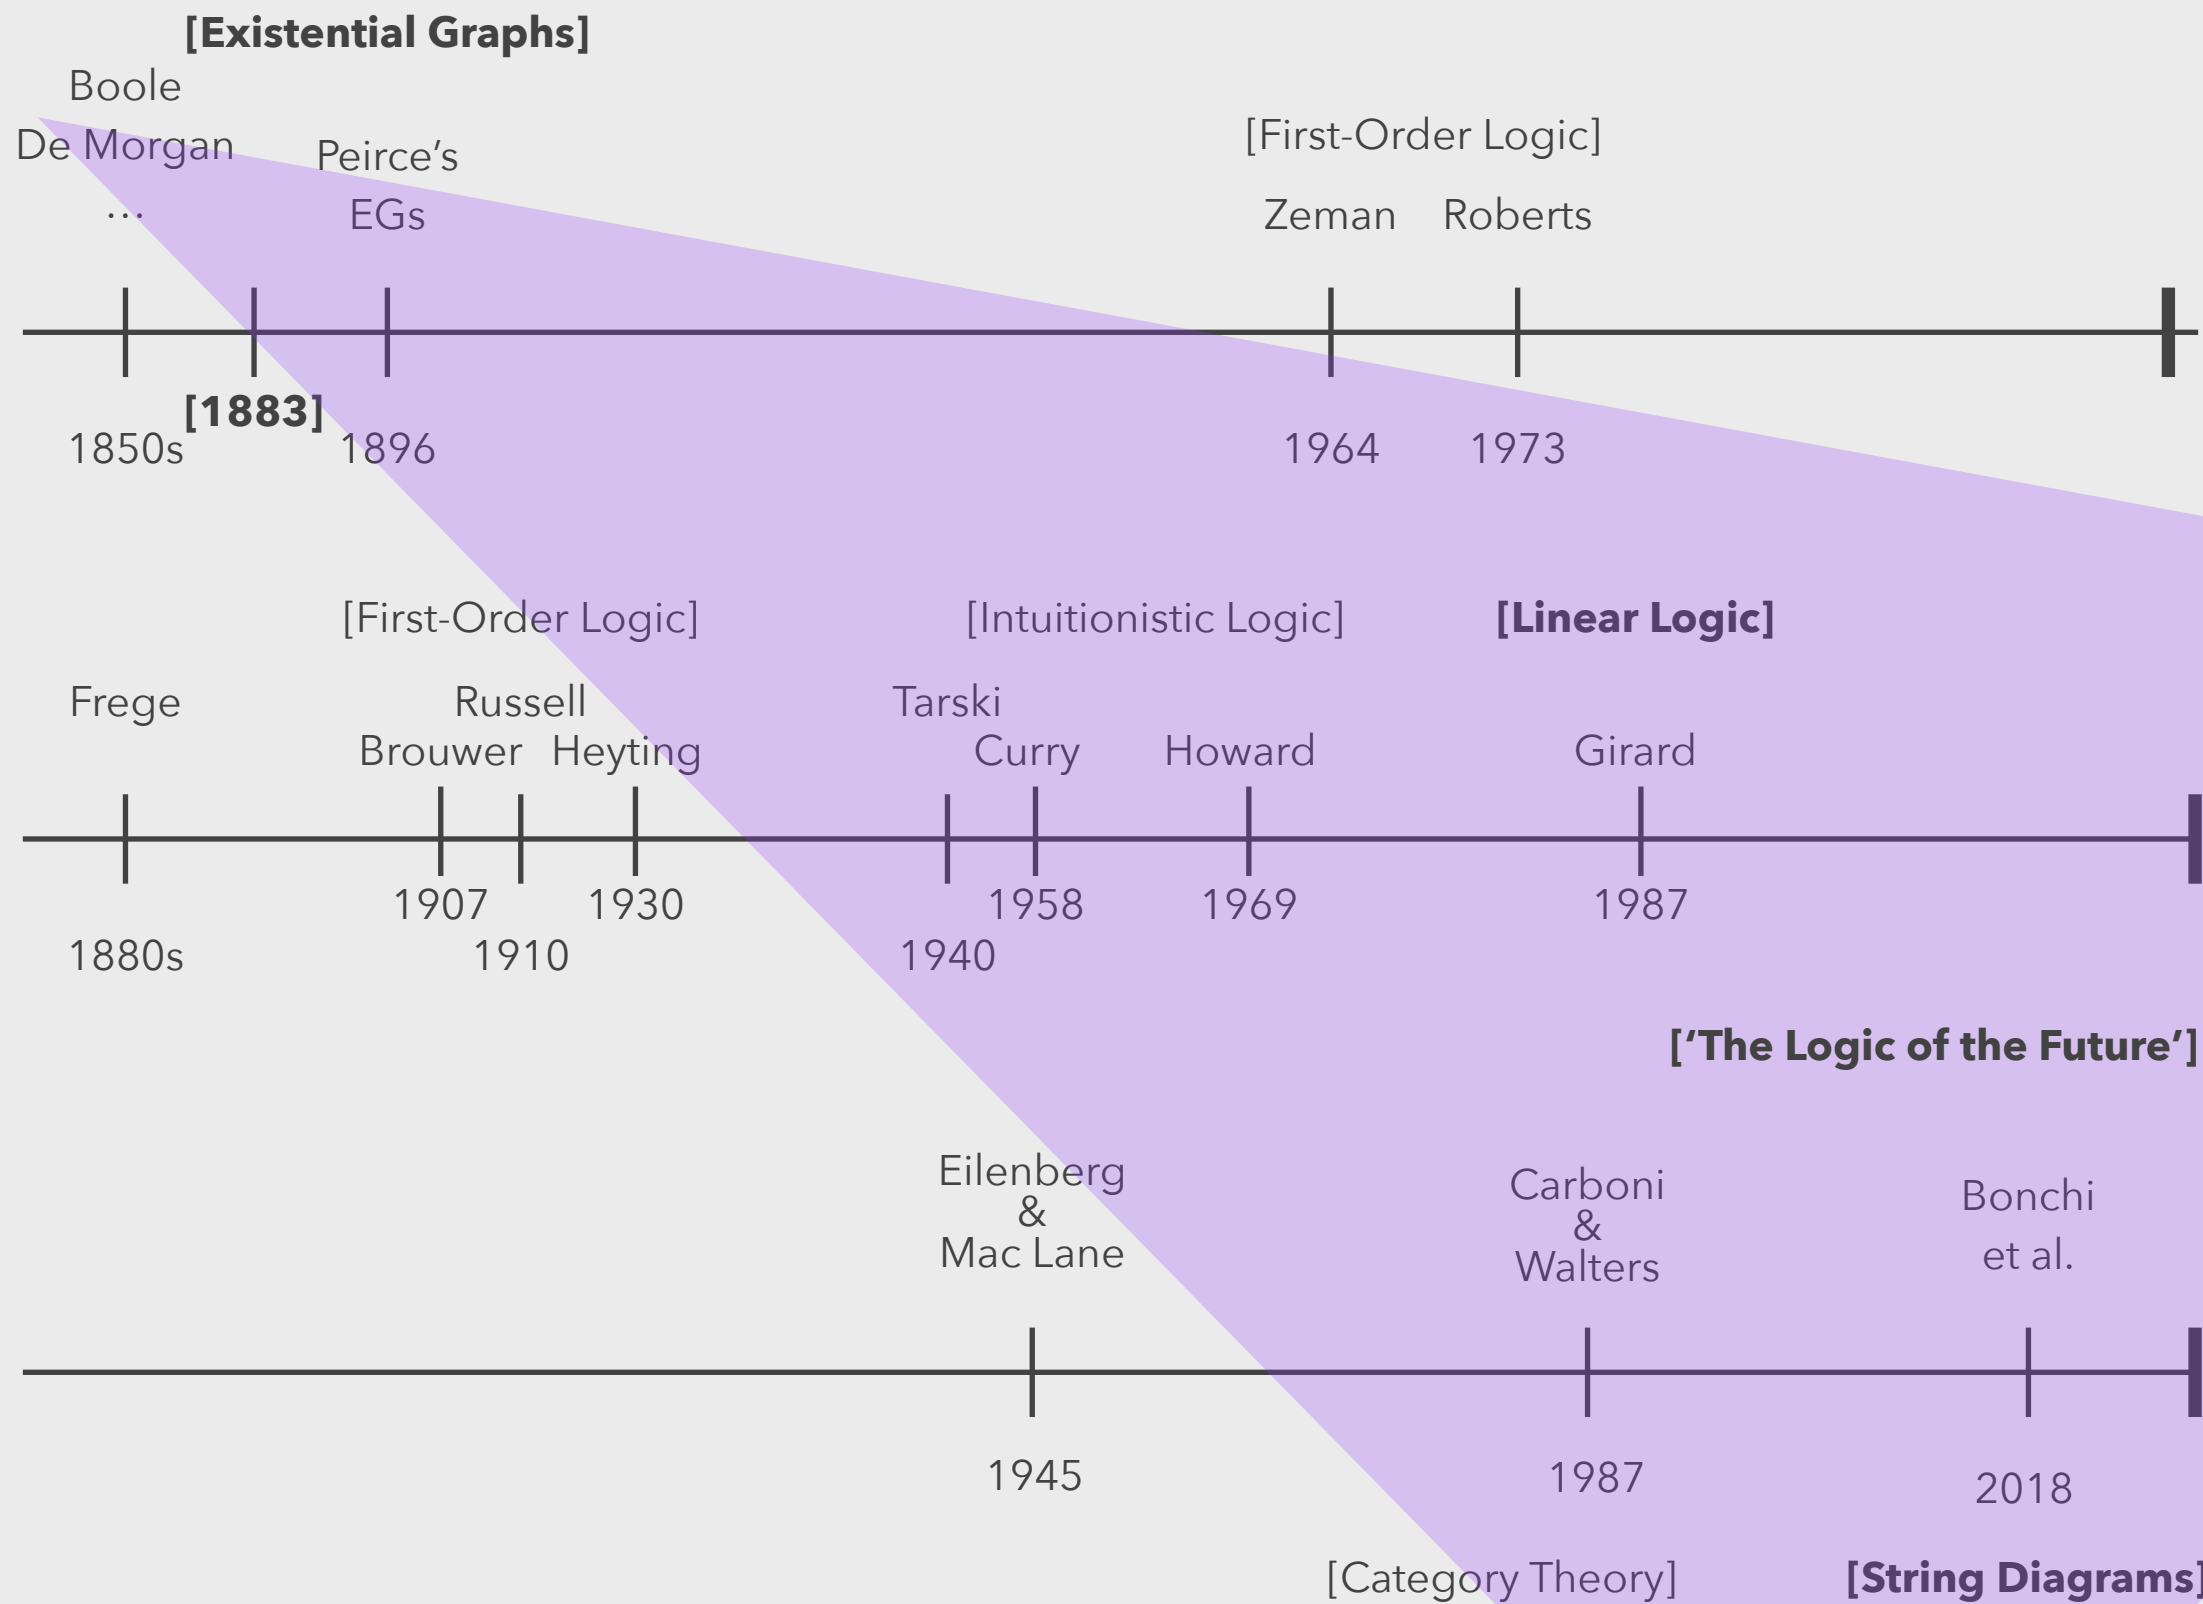 [Existential Graphs]
Boole
De Morgan
…
Peirce’s
EGs
[First-Order Logic]
Zeman
Roberts
[1883]
1850s
1896
1964
1973
[First-Order Logic]
[Intuitionistic Logic]
[Linear Logic]
Frege
Russell
Tarski
Brouwer
Heyting
Curry
Howard
Girard
1907
1930
1958
1969
1987
1880s
1910
1940
[‘The Logic of the Future’]
Eilenberg
&
Mac Lane
Carboni
&
Walters
Bonchi
et al.
1945
1987
2018
[Category Theory]
[String Diagrams]